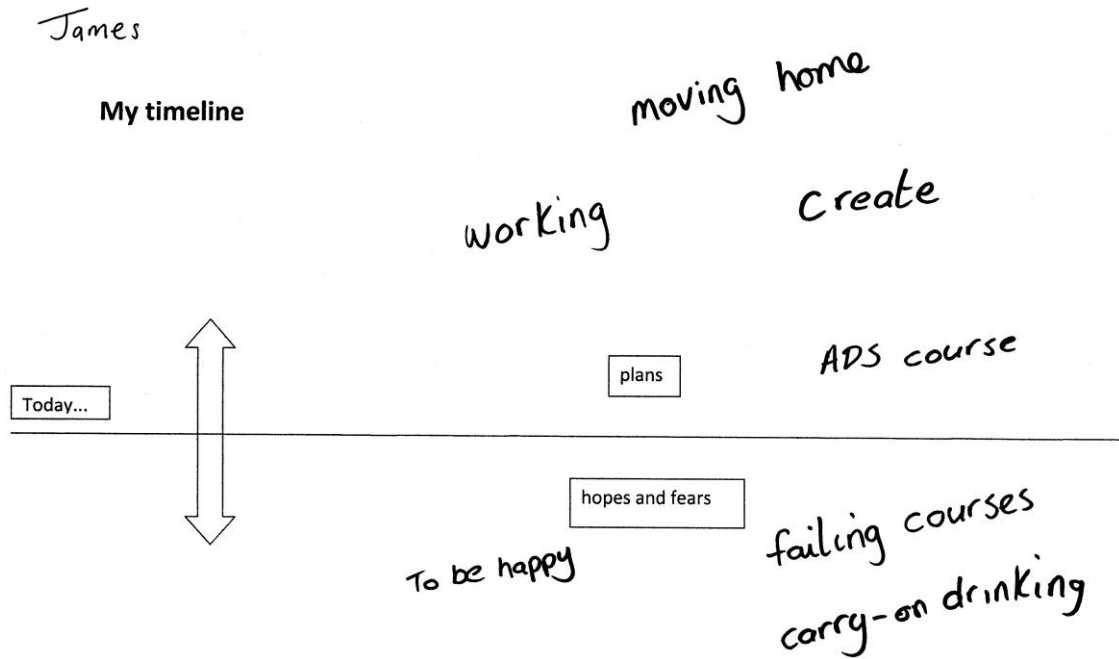 James
My timeline
moving home
working
Create
plans
ADS course
Today...
hopes and fears
failing courses
To be happy
carry-on drinking